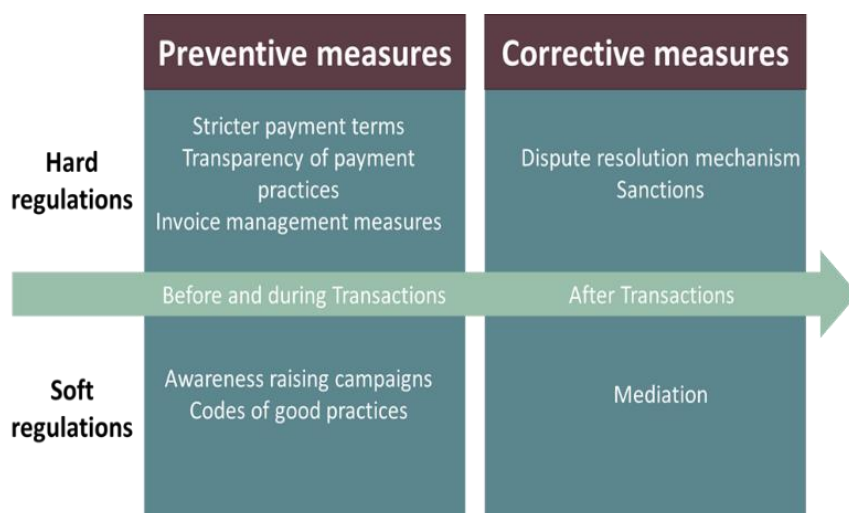 Preventive measures
Corrective measures
Hard
regulations
Stricter payment terms
Transparency of payment
practices
Invoice management measures
Dispute resolution mechanism
Sanctions
Before and during Transactions
After Transactions
Soft
regulations
Awareness raising campaigns
Codes of good practices
Mediation